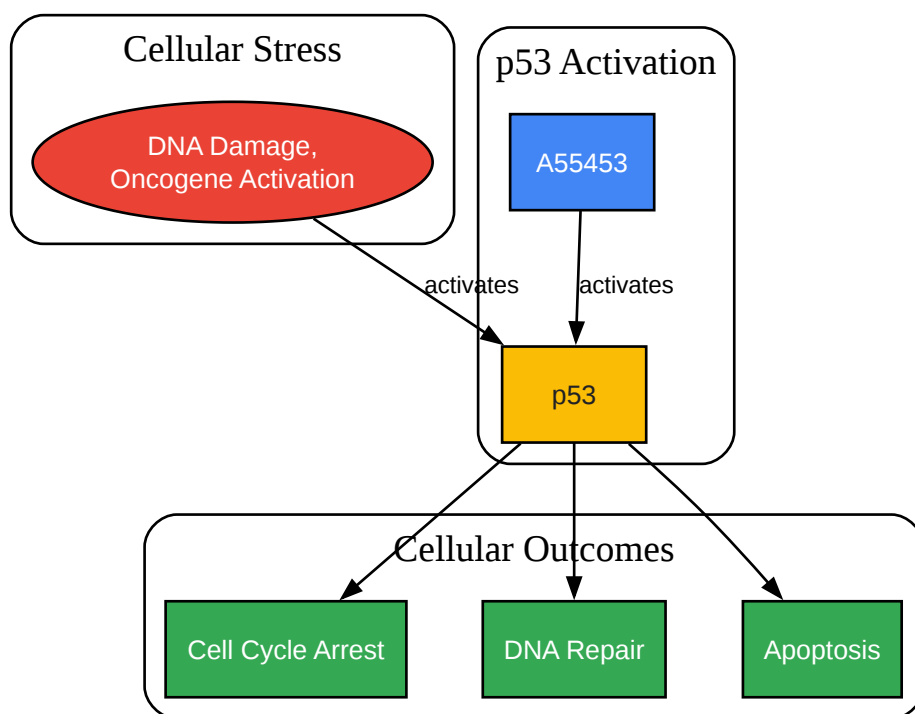 Cellular Stress
DNA Damage,
Oncogene Activation
p53 Activation
A55453
activates
activates
p53
Cellular Outcomes
Cell Cycle Arrest
DNA Repair
Apoptosis